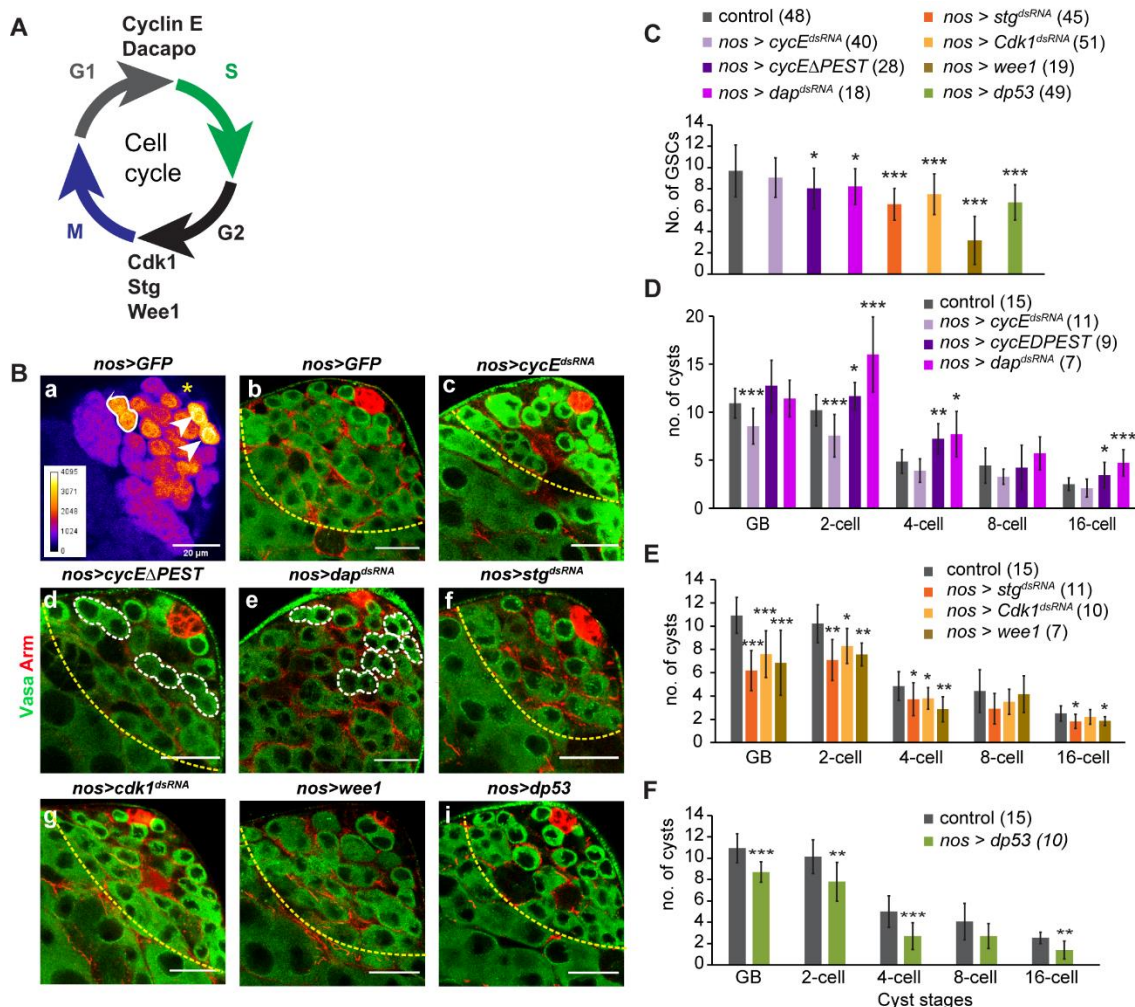 A
Cyclin E
Dacapo
G1
S
Cell
cycle
M
G2
Cdk1
Stg
Wee1
B
Vasa Arm
nos>GFP
nos>GFP
nos>cycE^dsRNA
a
*
4095
3071
2048
1024
0
20 µm
b
c
nos>cycEΔPEST
nos>dap^dsRNA
nos>stg^dsRNA
d
e
f
nos>cdk1^dsRNA
nos>wee1
nos>dp53
g
i
C
control (48)
nos > cycE^dsRNA (40)
nos > cycEΔPEST (28)
nos > dap^dsRNA (18)
nos > stg^dsRNA (45)
nos > Cdk1^dsRNA (51)
nos > wee1 (19)
nos > dp53 (49)
No. of GSCs
14
12
10
8
6
4
2
0
* * *** *** *** ***
D
control (15)
nos > cycE^dsRNA (11)
nos > cycEDPEST (9)
nos > dap^dsRNA (7)
no. of cysts
20
15
10
5
0
*** *** * *** ** * * ***
GB 2-cell 4-cell 8-cell 16-cell
E
control (15)
nos > stg^dsRNA (11)
nos > Cdk1^dsRNA (10)
nos > wee1 (7)
no. of cysts
14
12
10
8
6
4
2
0
*** *** *** ** * ** * * ** * *
GB 2-cell 4-cell 8-cell 16-cell
F
control (15)
nos > dp53 (10)
no. of cysts
14
12
10
8
6
4
2
0
*** ** *** **
GB 2-cell 4-cell 8-cell 16-cell
Cyst stages